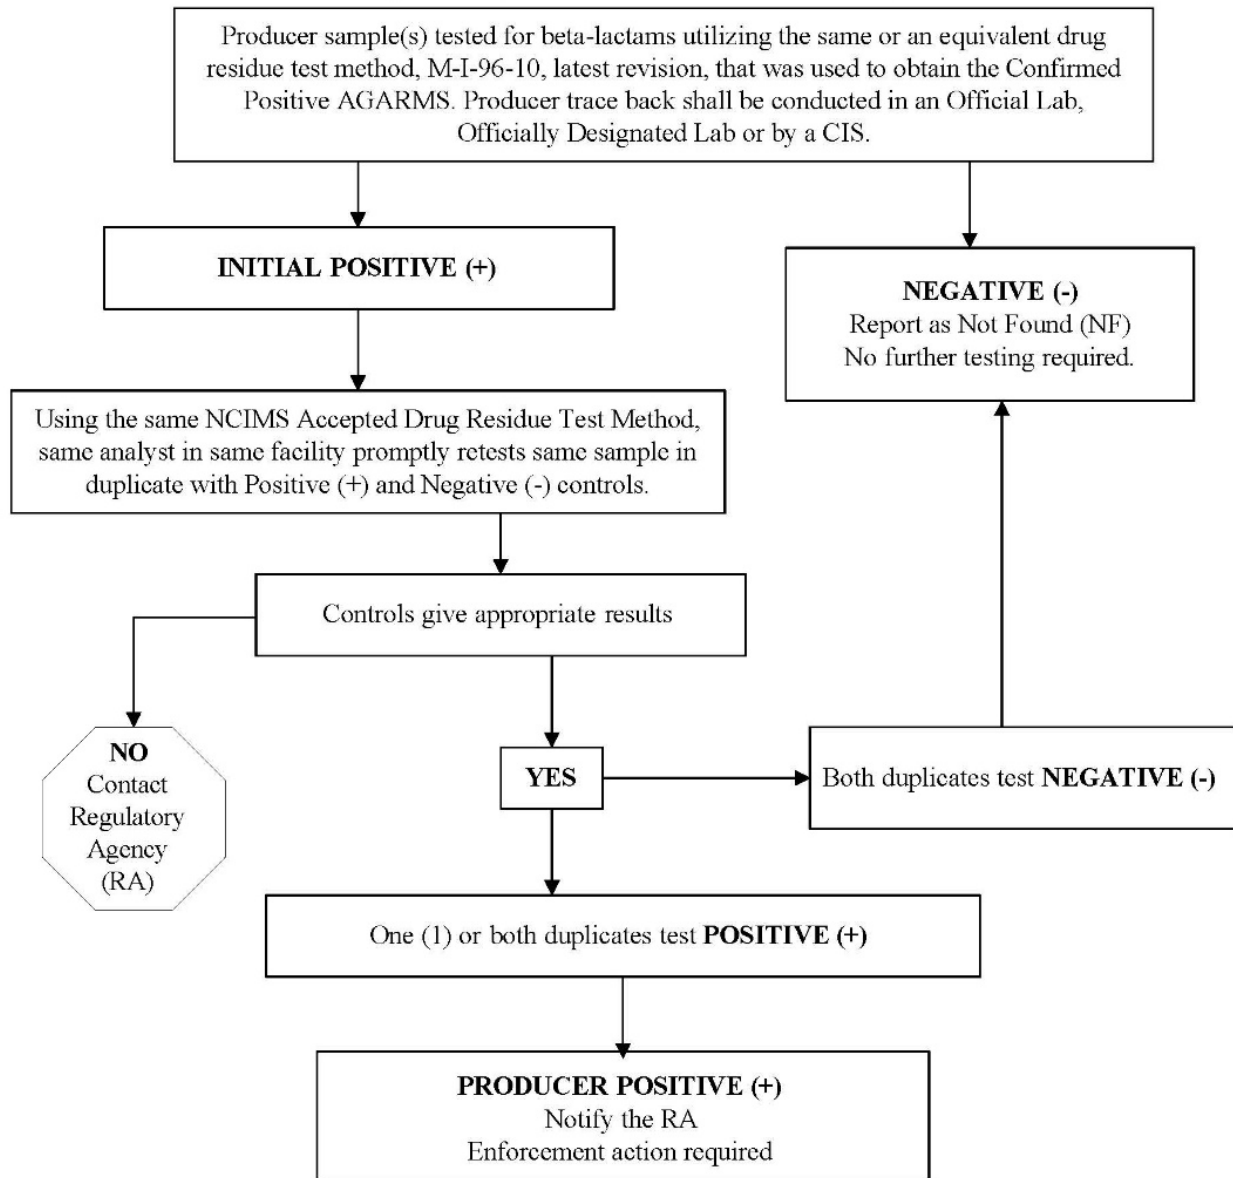 Producer sample(s) tested for beta-lactams utilizing the same or an equivalent drug
residue test method, M-I-96-10, latest revision, that was used to obtain the Confirmed
Positive AGARMS. Producer trace back shall be conducted in an Official Lab,
Officially Designated Lab or by a CIS.
INITIAL POSITIVE (+)
NEGATIVE (-)
Report as Not Found (NF)
No further testing required.
Using the same NCIMS Accepted Drug Residue Test Method,
same analyst in same facility promptly retests same sample in
duplicate with Positive (+) and Negative (-) controls.
Controls give appropriate results
NO
Contact
Regulatory
Agency
(RA)
YES
Both duplicates test NEGATIVE (-)
One (1) or both duplicates test POSITIVE (+)
PRODUCER POSITIVE (+)
Notify the RA
Enforcement action required